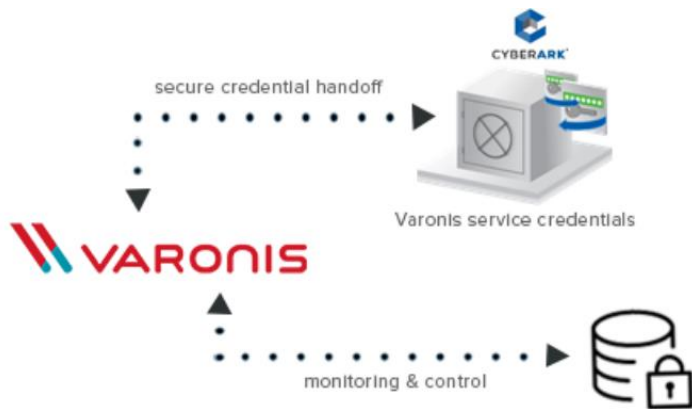 CYBERARK®
secure credential handoff
Varonis service credentials
VARONIS
monitoring & control